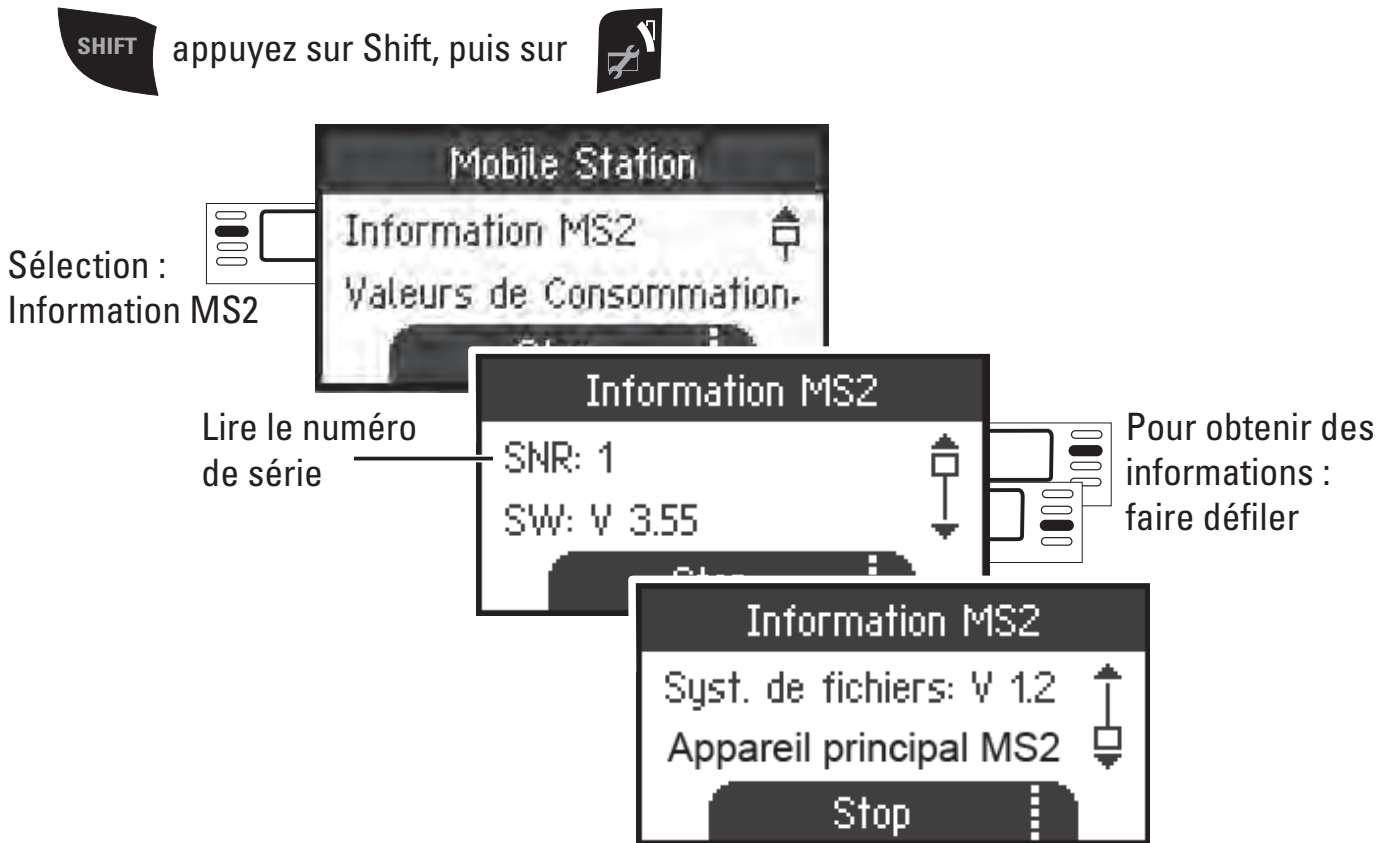 SHIFT appuyez sur Shift, puis sur
Mobile Station
Information MS2
Valeurs de Consommation.
Sélection :
Information MS2
Information MS2
SNR: 1
SW: V 3.55
Lire le numéro
de série
Pour obtenir des
informations :
faire défiler
Information MS2
Syst. de fichiers: V 1.2
Appareil principal MS2
Stop